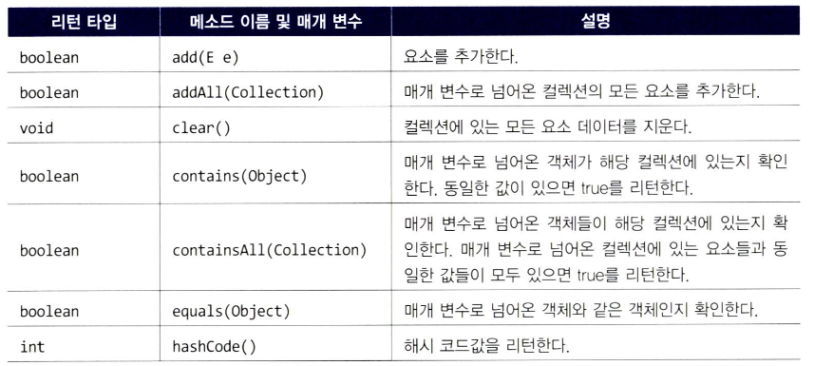 리턴 타입 메소드 이름 및 매개 변수 설명
boolean add(E e) 요소를 추가한다.
boolean addAll(Collection) 매개 변수로 넘어온 컬렉션의 모든 요소를 추가한다.
void clear() 컬렉션에 있는 모든 요소 데이터를 지운다.
boolean contains(Object) 매개 변수로 넘어온 객체가 해당 컬렉션에 있는지 확인
한다. 동일한 값이 있으면 true를 리턴한다.
boolean containsAll(Collection) 매개 변수로 넘어온 객체들이 해당 컬렉션에 있는지 확
인한다. 매개 변수로 넘어온 컬렉션에 있는 요소들과 동
일한 값들이 모두 있으면 true를 리턴한다.
boolean equals(Object) 매개 변수로 넘어온 객체와 같은 객체인지 확인한다.
int hashCode() 해시 코드값을 리턴한다.